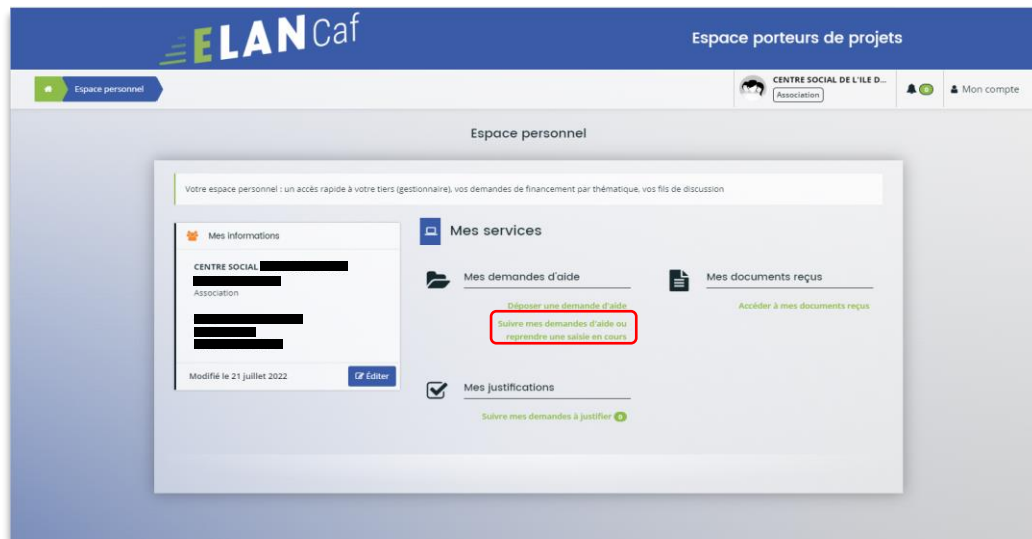 ELAN Caf
Espace porteurs de projets
Espace personnel
CENTRE SOCIAL DE L'ILE D...
Association
0
Mon compte
Espace personnel
Votre espace personnel : un accès rapide à votre tiers (gestionnaire), vos demandes de financement par thématique, vos fils de discussion
Mes informations
CENTRE SOCIAL
Association
Modifié le 21 juillet 2022
Éditer
Mes services
Mes demandes d'aide
Déposer une demande d'aide
Suivre mes demandes d'aide ou
reprendre une saisie en cours
Mes documents reçus
Accéder à mes documents reçus
Mes justifications
Suivre mes demandes à justifier 0